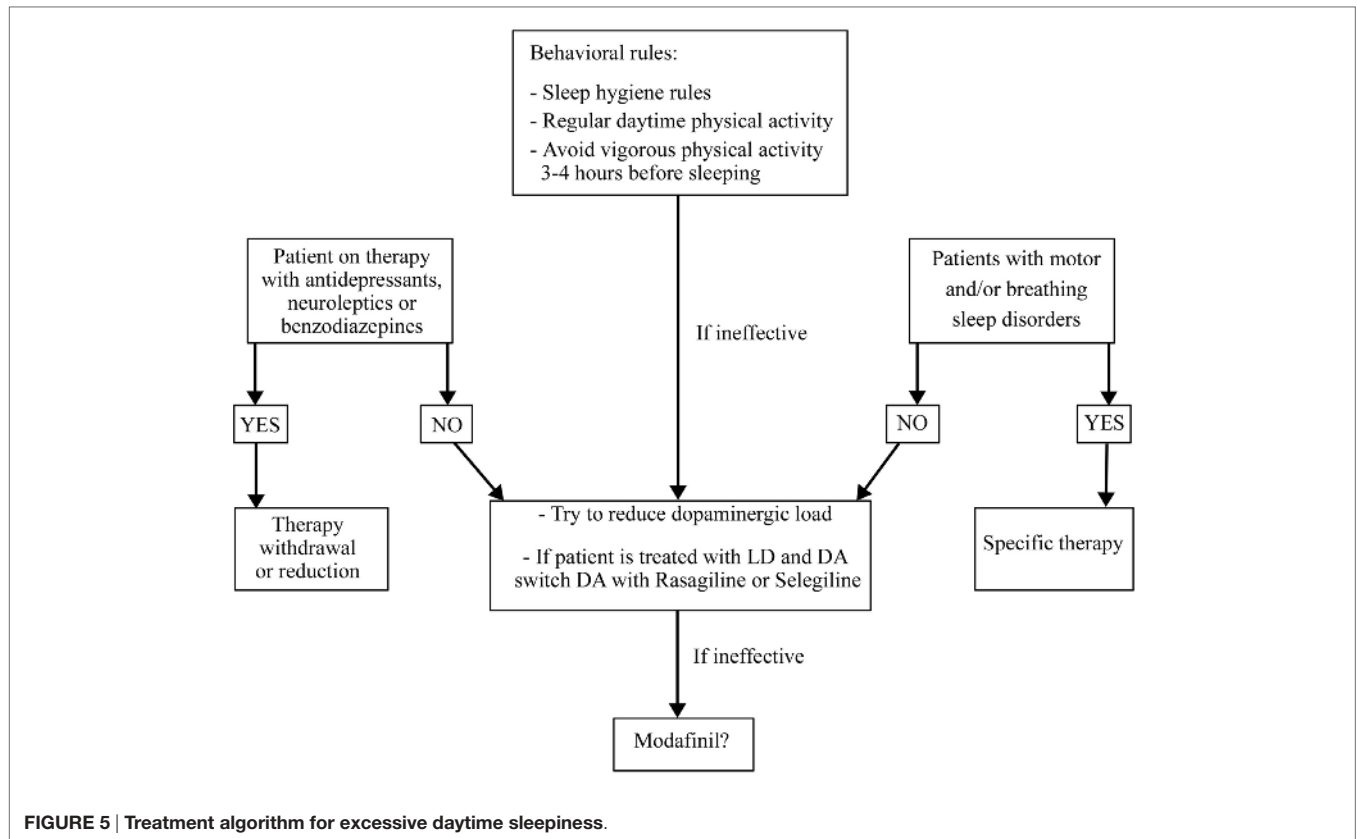 Behavioral rules:
- Sleep hygiene rules
- Regular daytime physical activity
- Avoid vigorous physical activity
3-4 hours before sleeping
Patient on therapy
with antidepressants,
neuroleptics or
benzodiazepines
If ineffective
Patients with motor
and/or breathing
sleep disorders
YES
NO
NO
YES
Therapy
withdrawal
or reduction
- Try to reduce dopaminergic load
- If patient is treated with LD and DA
switch DA with Rasagiline or Selegiline
Specific therapy
If ineffective
Modafinil?
FIGURE 5 | Treatment algorithm for excessive daytime sleepiness.